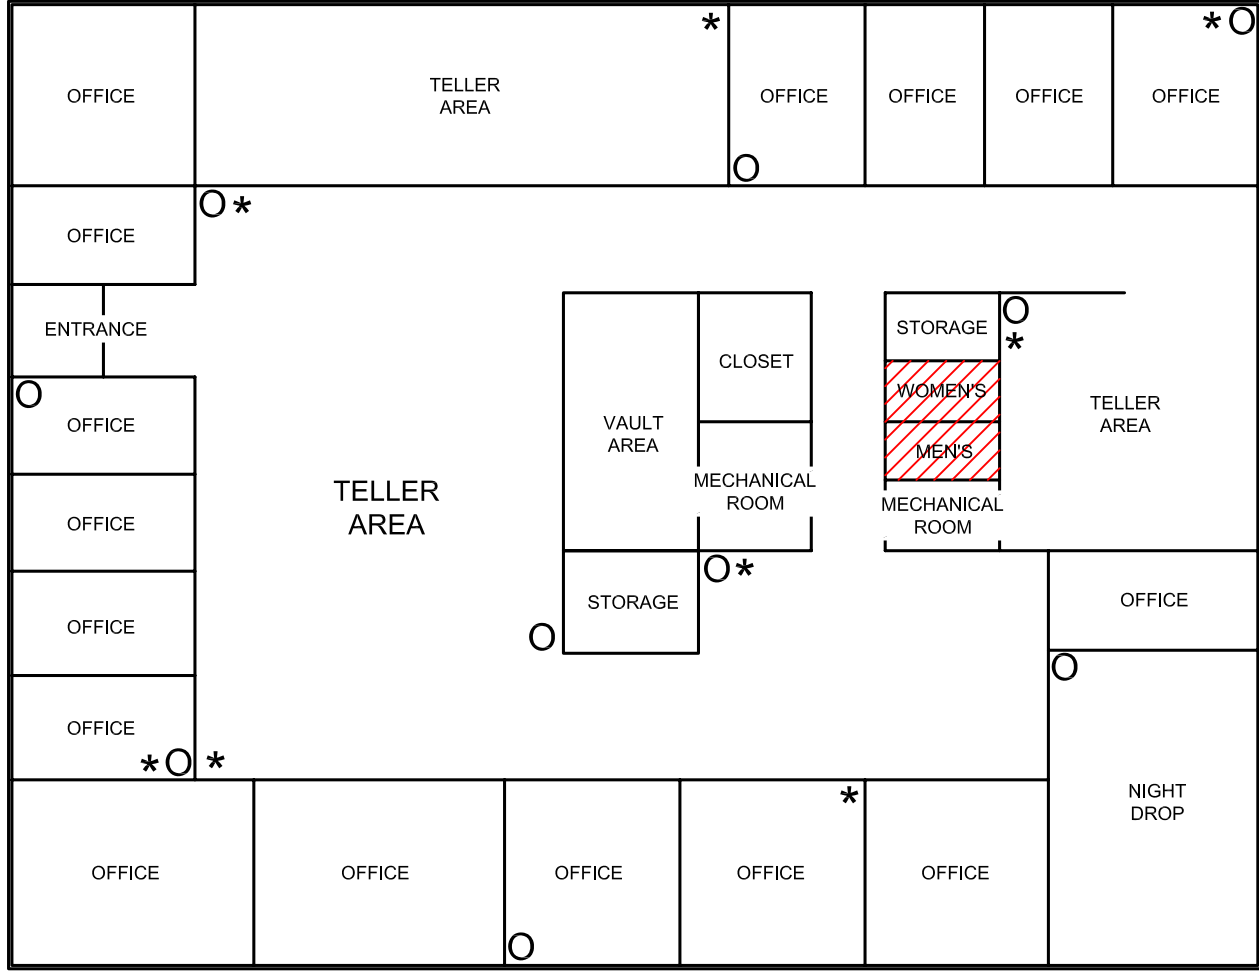 * O
*
OFFICE
TELLER
AREA
OFFICE
OFFICE
OFFICE
OFFICE
O
O *
OFFICE
ENTRANCE
STORAGE
O
*
CLOSET
WOMEN'S
O
OFFICE
VAULT
AREA
TELLER
AREA
MEN'S
MECHANICAL
ROOM
TELLER
AREA
MECHANICAL
ROOM
OFFICE
O *
STORAGE
OFFICE
OFFICE
O
O
OFFICE
* O *
*
NIGHT
DROP
OFFICE
OFFICE
OFFICE
OFFICE
OFFICE
O